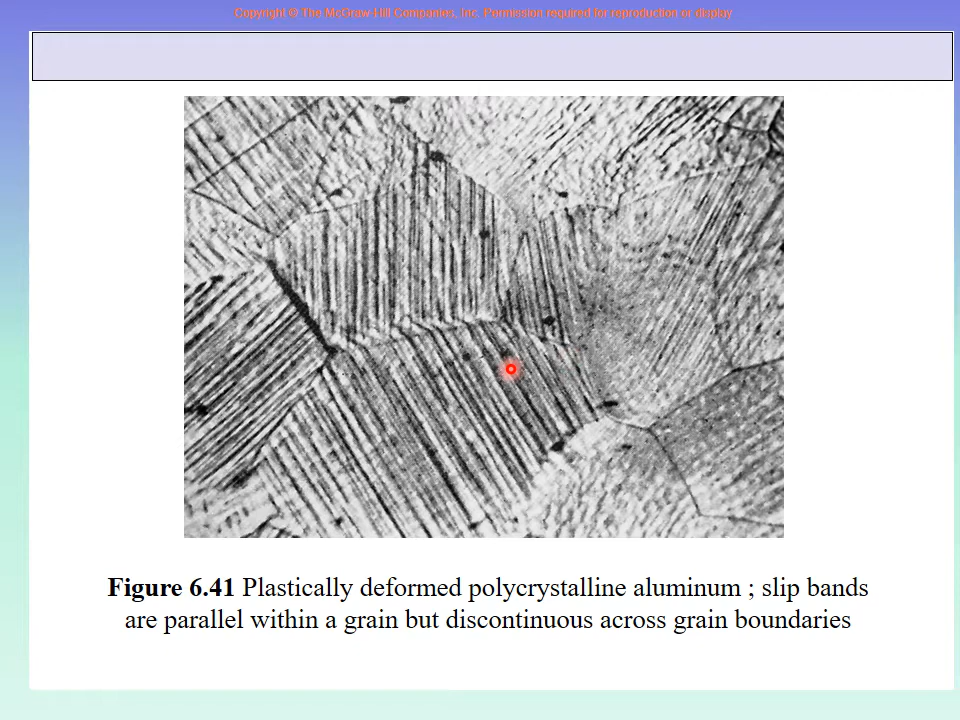 Copyright © The McGraw-Hill Companies, Inc. Permission required for reproduction or display
Figure 6.41 Plastically deformed polycrystalline aluminum ; slip bands
are parallel within a grain but discontinuous across grain boundaries